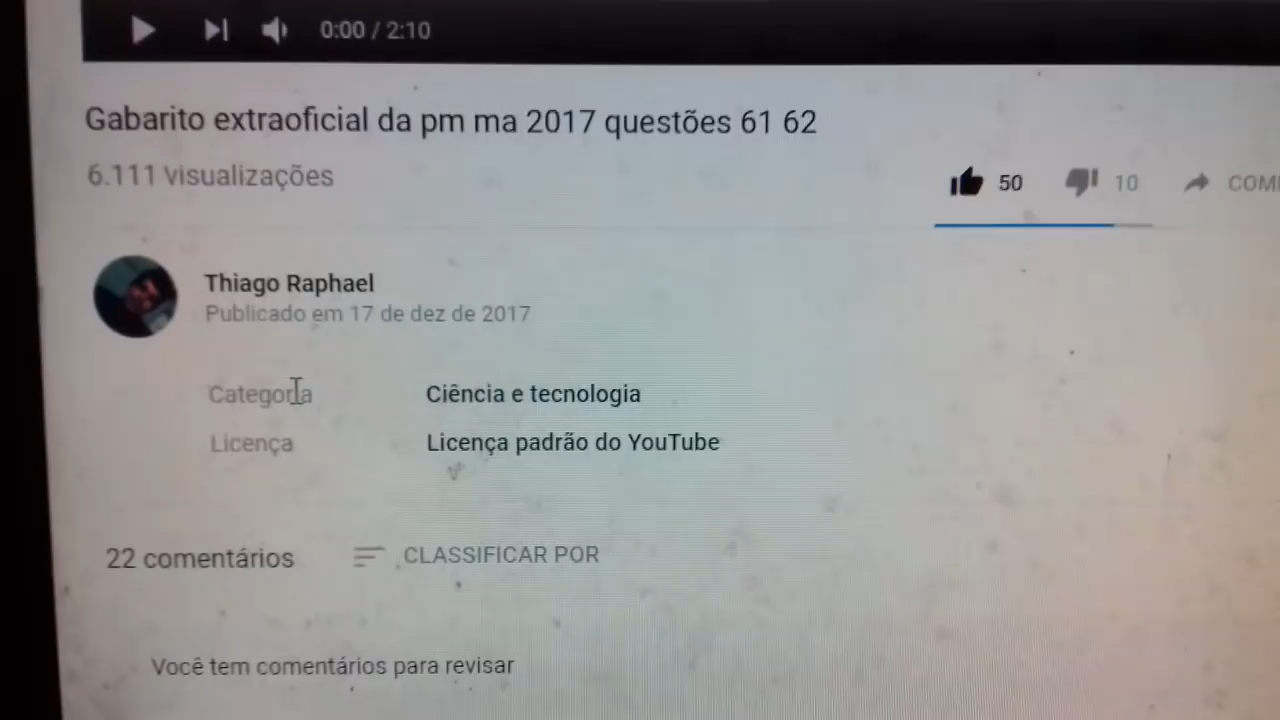 0:00 / 2:10
Gabarito extraoficial da pm ma 2017 questões 61 62
6.111 visualizações
50 10
Thiago Raphael
Publicado em 17 de dez de 2017
Categoria Ciência e tecnologia
Licença Licença padrão do YouTube
22 comentários CLASSIFICAR POR
Você tem comentários para revisar